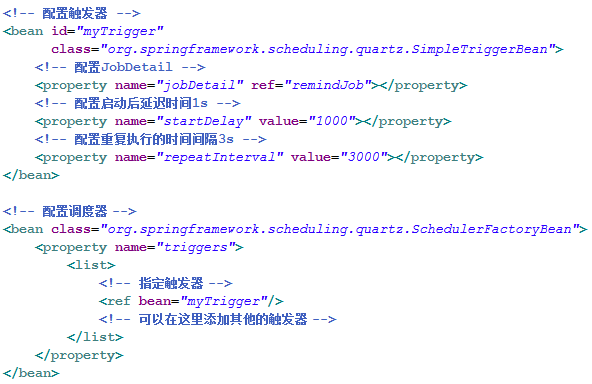 <!-- 配置触发器 -->
<bean id="myTrigger"
      class="org.springframework.scheduling.quartz.SimpleTriggerBean">
    <!-- 配置JobDetail -->
    <property name="jobDetail" ref="remindJob"></property>
    <!-- 配置启动后延迟时间1s -->
    <property name="startDelay" value="1000"></property>
    <!-- 配置重复执行的时间间隔3s -->
    <property name="repeatInterval" value="3000"></property>
</bean>

<!-- 配置调度器 -->
<bean class="org.springframework.scheduling.quartz.SchedulerFactoryBean">
    <property name="triggers">
        <list>
            <!-- 指定触发器 -->
            <ref bean="myTrigger"/>
            <!-- 可以在这里添加其他的触发器 -->
        </list>
    </property>
</bean>